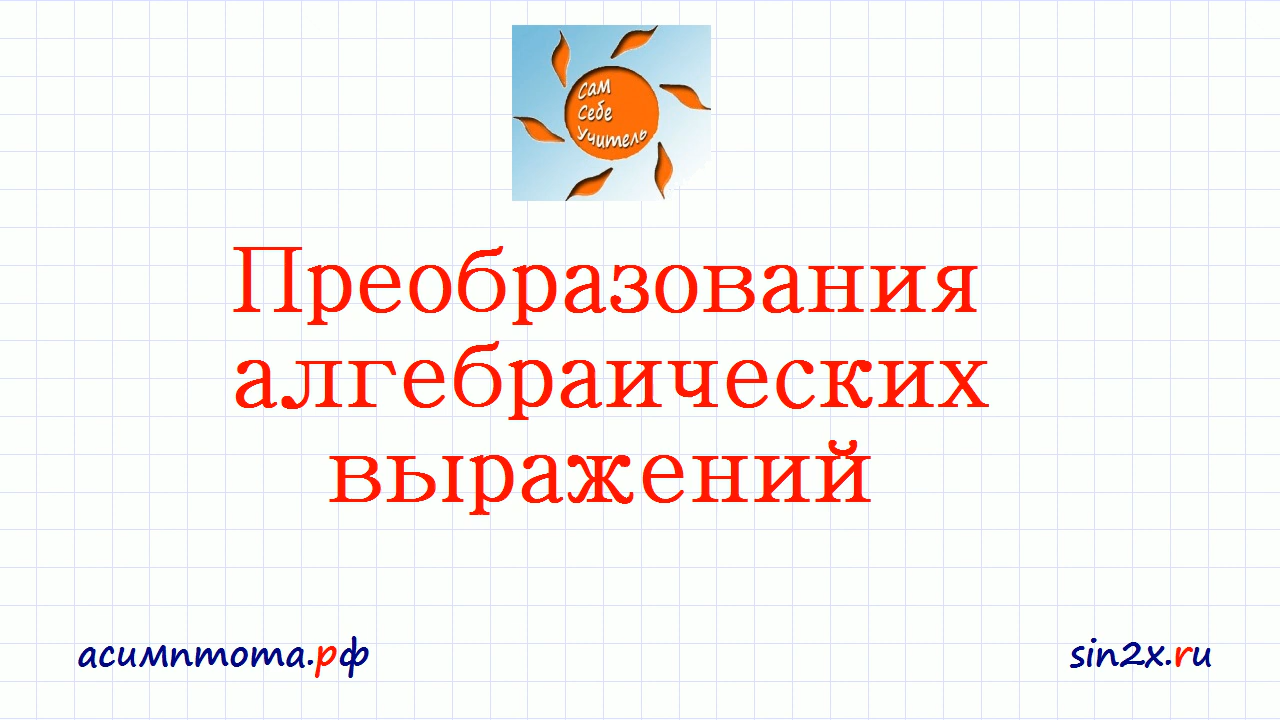 Сам
Себе
Учитель
Преобразования
алгебраических
выражений
асимптота.рф
sin2x.ru